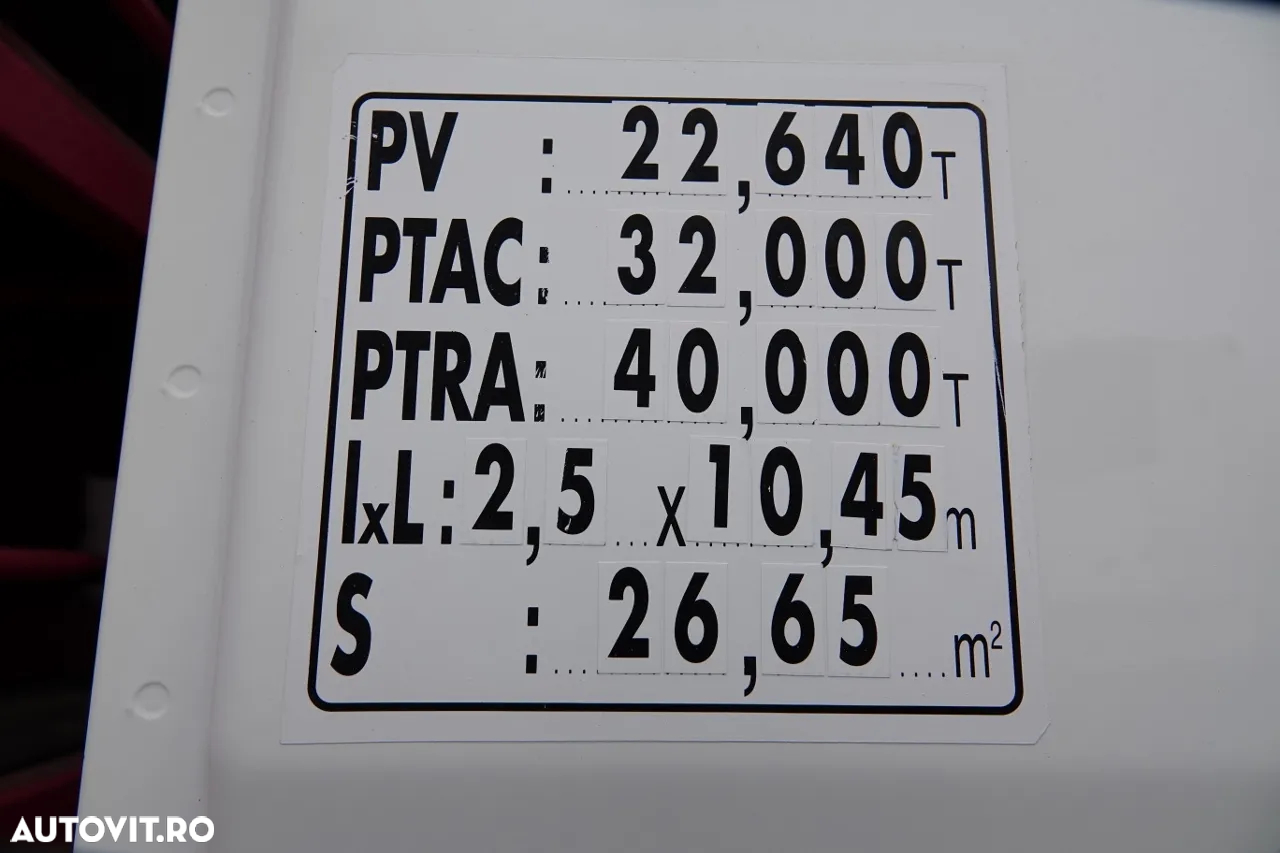 PV : 22,640 T
PTAC : 32,000 T
PTRA : 40,000 T
lxL : 2,5 x 10,45 m
S : 26,65 m²
AUTOVIT.RO